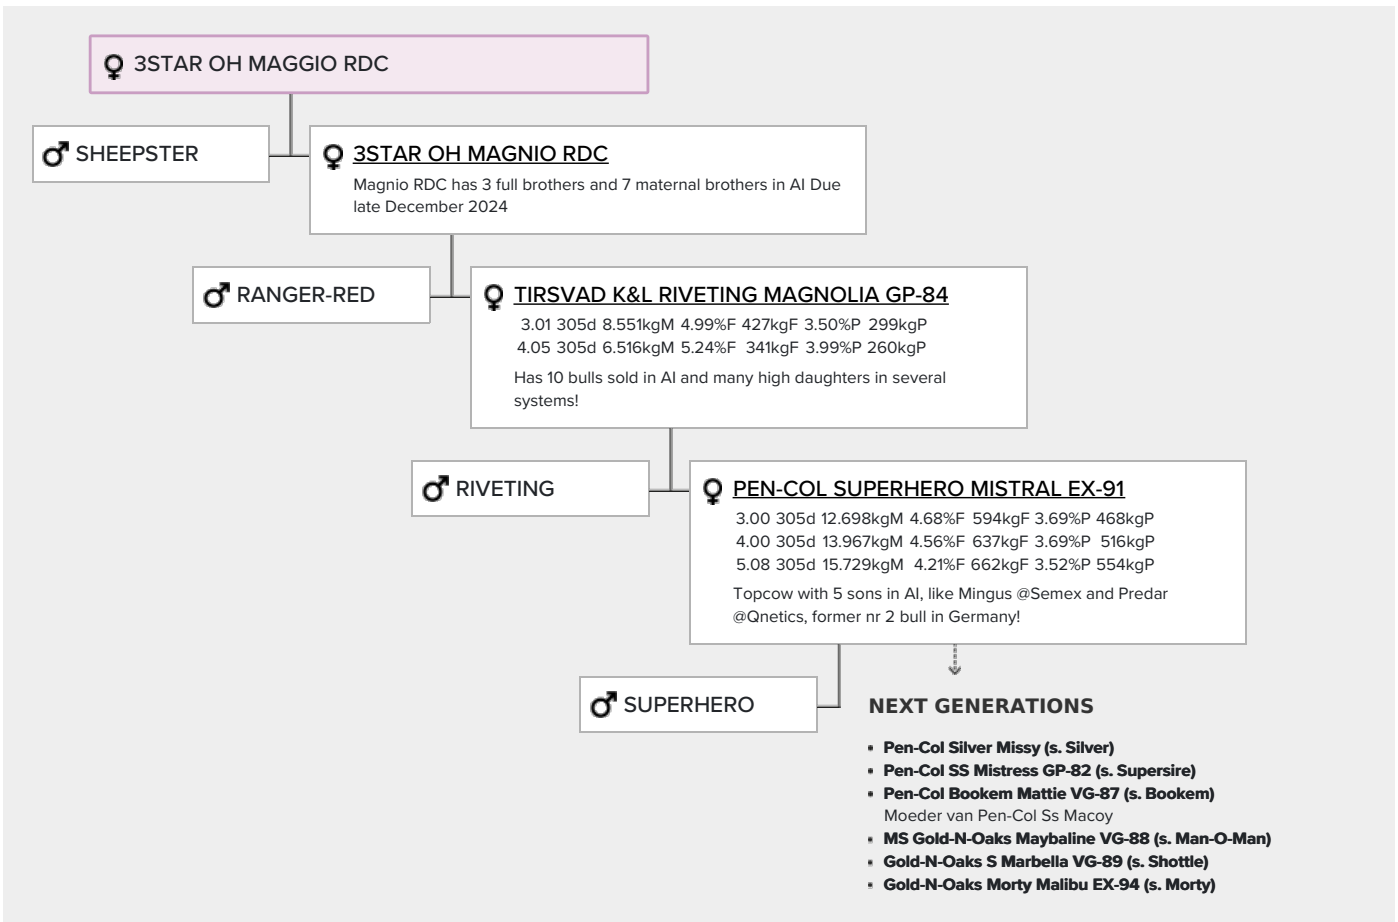 3STAR OH MAGGIO RDC
SHEEPSTER
3STAR OH MAGNIO RDC
Magnio RDC has 3 full brothers and 7 maternal brothers in AI Due
late December 2024
RANGER-RED
TIRSVAD K&L RIVETING MAGNOLIA GP-84
3.01 305d 8.551kgM 4.99%F 427kgF 3.50%P 299kgP
4.05 305d 6.516kgM 5.24%F 341kgF 3.99%P 260kgP
Has 10 bulls sold in AI and many high daughters in several
systems!
RIVETING
PEN-COL SUPERHERO MISTRAL EX-91
3.00 305d 12.698kgM 4.68%F 594kgF 3.69%P 468kgP
4.00 305d 13.967kgM 4.56%F 637kgF 3.69%P 516kgP
5.08 305d 15.729kgM 4.21%F 662kgF 3.52%P 554kgP
Topcow with 5 sons in AI, like Mingus @Semex and Predar
@Qnetics, former nr 2 bull in Germany!
SUPERHERO
NEXT GENERATIONS
Pen-Col Silver Missy (s. Silver)
Pen-Col SS Mistress GP-82 (s. Supersire)
Pen-Col Bookem Mattie VG-87 (s. Bookem)
Moeder van Pen-Col Ss Macoy
MS Gold-N-Oaks Maybaline VG-88 (s. Man-O-Man)
Gold-N-Oaks S Marbella VG-89 (s. Shottle)
Gold-N-Oaks Morty Malibu EX-94 (s. Morty)